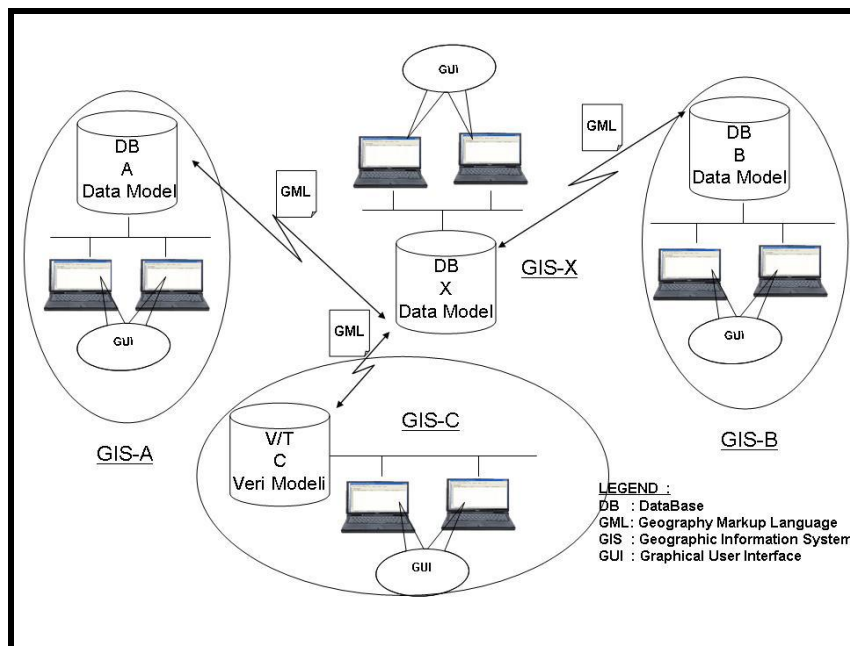 GUI
GML
DB
A
Data Model
GUI
GIS-A
GML
DB
X
Data Model
GIS-X
DB
B
Data Model
GUI
GIS-B
GML
GIS-C
V/T
C
Veri Modeli
GUI
LEGEND :
DB : DataBase
GML: Geography Markup Language
GIS : Geographic Information System
GUI : Graphical User Interface